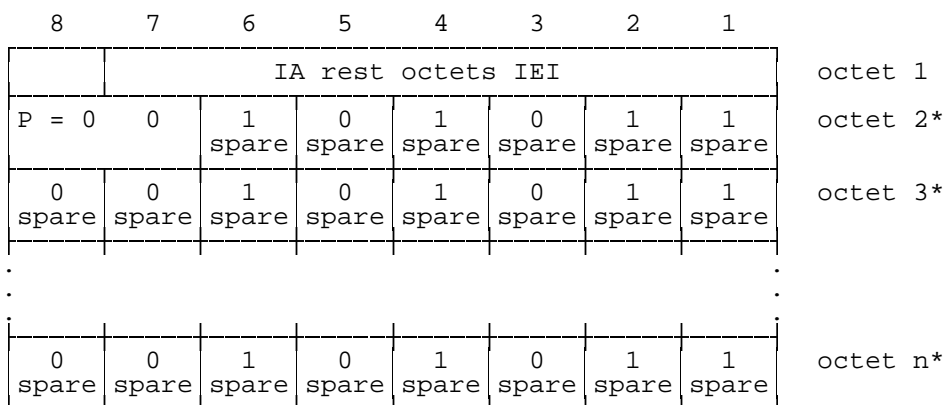 8 7 6 5 4 3 2 1
IA rest octets IEI octet 1
P = 0 0 1 0 1 0 1 1 octet 2*
spare spare spare spare spare spare
0 0 1 0 1 0 1 1 octet 3*
spare spare spare spare spare spare spare spare
. .
. .
. .
0 0 1 0 1 0 1 1 octet n*
spare spare spare spare spare spare spare spare